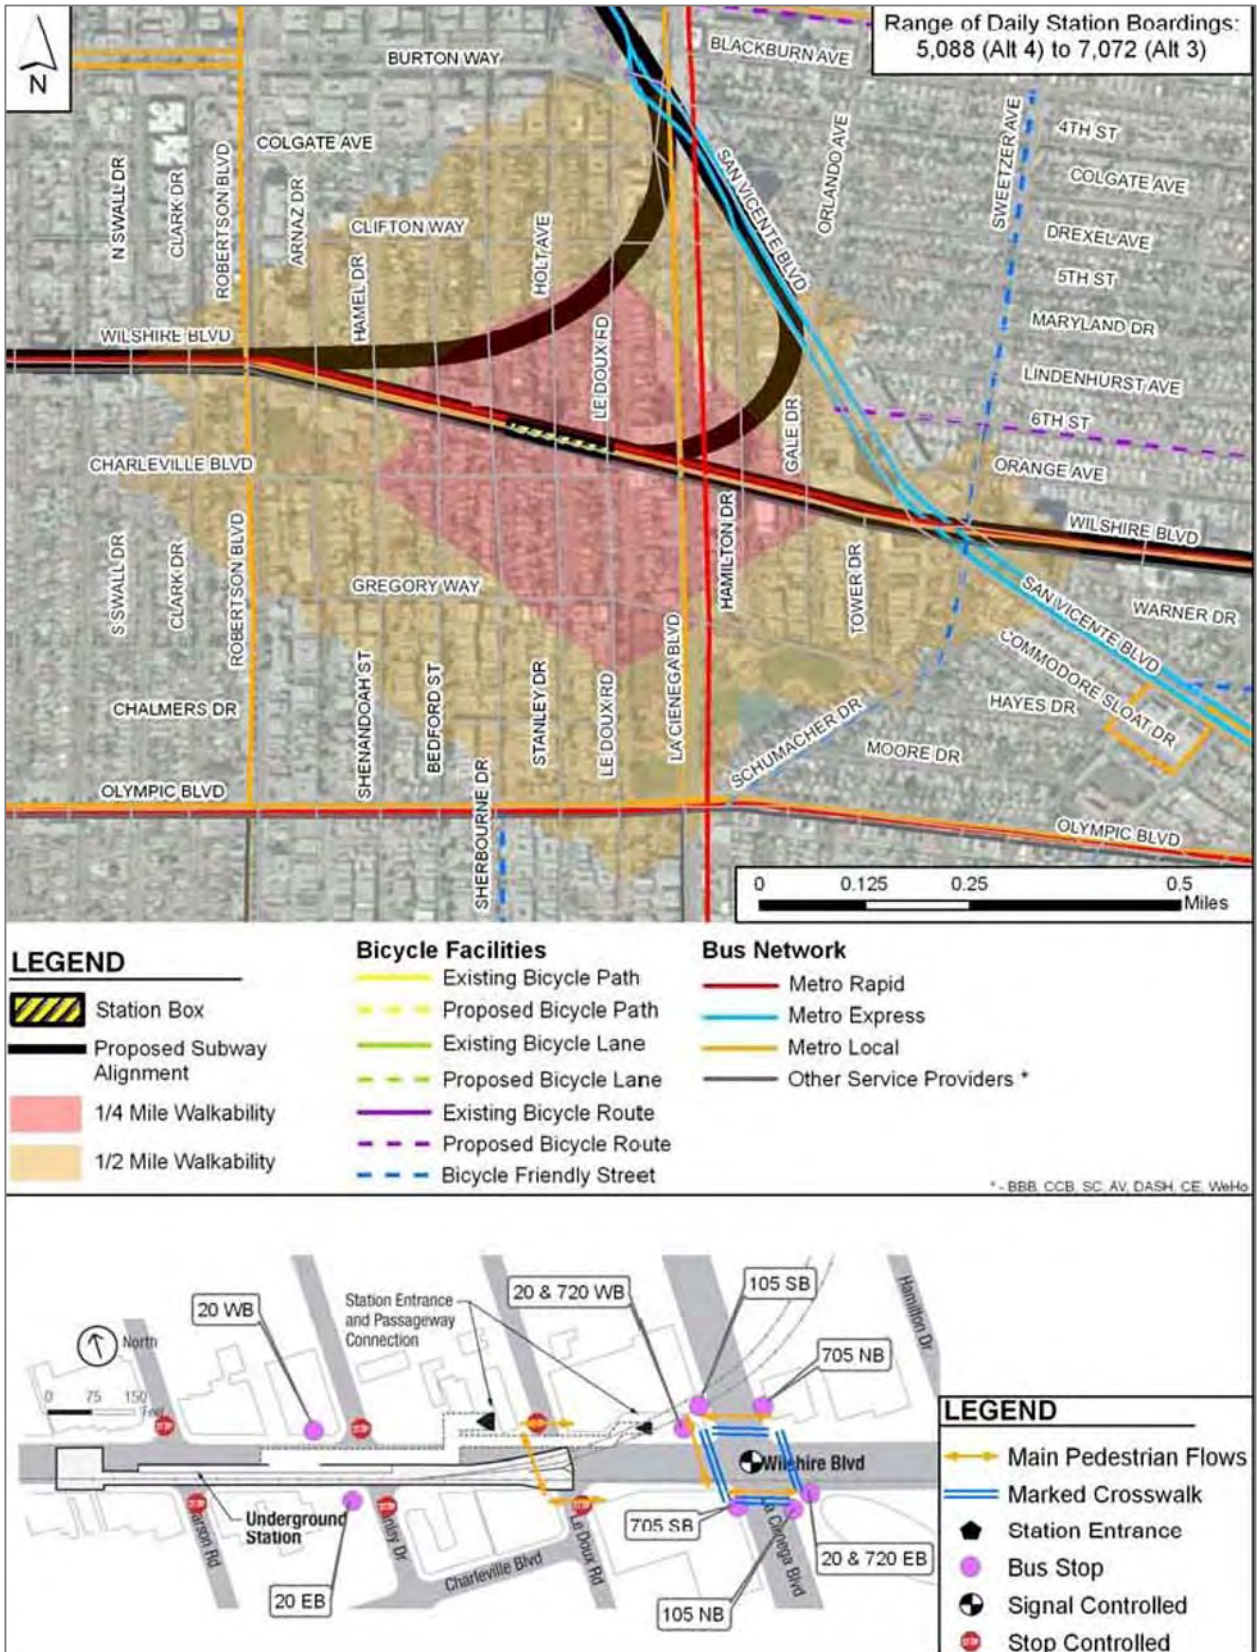 Range of Daily Station Boardings:
5,088 (Alt 4) to 7,072 (Alt 3)
N
BURTON WAY
BLACKBURN AVE
COLGATE AVE
4TH ST
COLGATE AVE
N SWALL DR
CLARK DR
ROBERTSON BLVD
ARNAZ DR
CLIFTON WAY
HAMEL DR
HOLT AVE
SAN VICENTE BLVD
ORLANDO AVE
SWEETZER AVE
DREXEL AVE
5TH ST
MARYLAND DR
WILSHIRE BLVD
LE DOUX RD
LINDENHURST AVE
6TH ST
GALE DR
ORANGE AVE
CHARLEVILLE BLVD
WILSHIRE BLVD
S SWALL DR
CLARK DR
ROBERTSON BLVD
GREGORY WAY
HAMILTON DR
TOWER DR
SAN VICENTE BLVD
WARNER DR
COMMODORE SLOAT DR
SHENANDOAH ST
BEDFORD ST
STANLEY DR
LE DOUX RD
LA CIENEGA BLVD
HAYES DR
CHALMERS DR
SCHUMACHER DR
MOORE DR
OLYMPIC BLVD
SHERBOURNE DR
OLYMPIC BLVD
0 0.125 0.25 0.5
Miles
LEGEND
Station Box
Proposed Subway
Alignment
1/4 Mile Walkability
1/2 Mile Walkability
Bicycle Facilities
Existing Bicycle Path
Proposed Bicycle Path
Existing Bicycle Lane
Proposed Bicycle Lane
Existing Bicycle Route
Proposed Bicycle Route
Bicycle Friendly Street
Bus Network
Metro Rapid
Metro Express
Metro Local
Other Service Providers *
* - BBB, CCB, SC, AV, DASH, CE, WeHo
20 WB
Station Entrance
and Passageway
Connection
20 & 720 WB
105 SB
Hamilton Dr
North
705 NB
0 75 150
Feet
STOP
STOP
STOP
Wilshire Blvd
STOP
STOP
STOP
Underground
Station
705 SB
Le Doux Rd
Charleville Blvd
20 & 720 EB
20 EB
105 NB
LEGEND
Main Pedestrian Flows
Marked Crosswalk
Station Entrance
Bus Stop
Signal Controlled
STOP
Stop Controlled